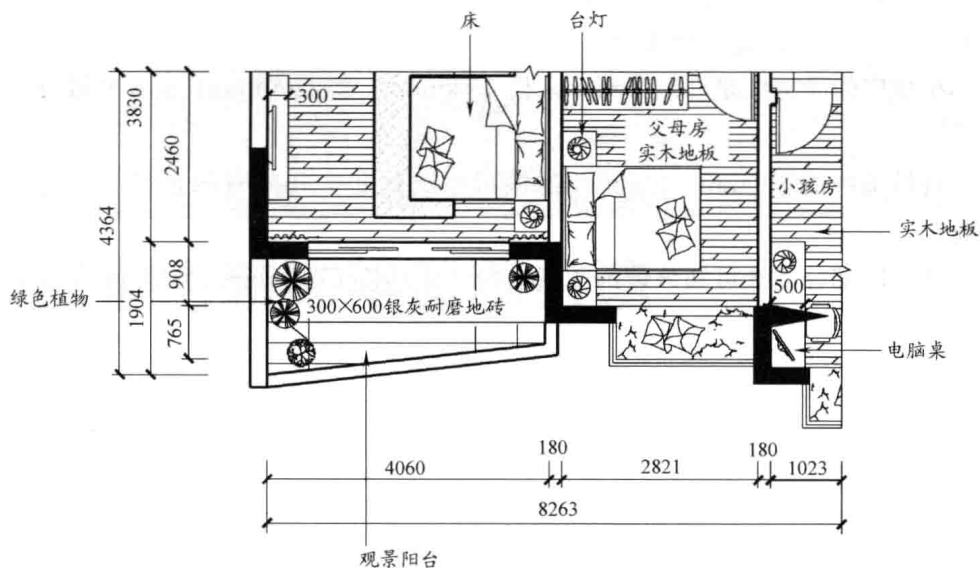 床
台灯
300
3830
2460
4364
父母房
实木地板
小孩房
实木地板
908
1904
765
绿色植物
300×600银灰耐磨地砖
500
电脑桌
4060
180
2821
180
1023
8263
观景阳台